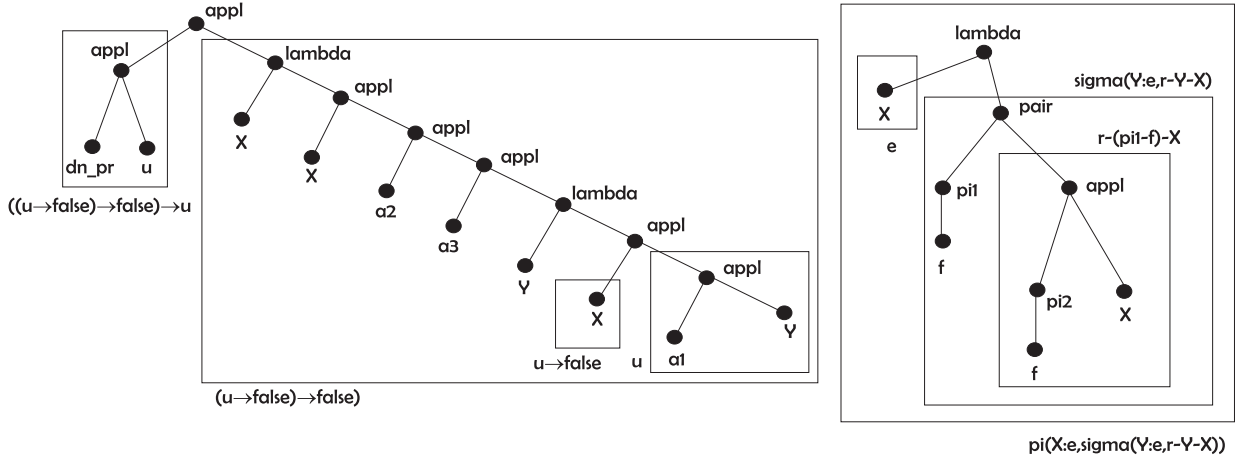 appl
appl
lambda
dn_pr
u
X
appl
((u→false)→false)→u
X
appl
a2
appl
a3
lambda
Y
appl
X
appl
u→false
u
a1
Y
(u→false)→false)
lambda
X
e
sigma(Y:e,r-Y-X)
pair
r-(pi1-f)-X
pi1
appl
f
pi2
X
f
pi(X:e,sigma(Y:e,r-Y-X))